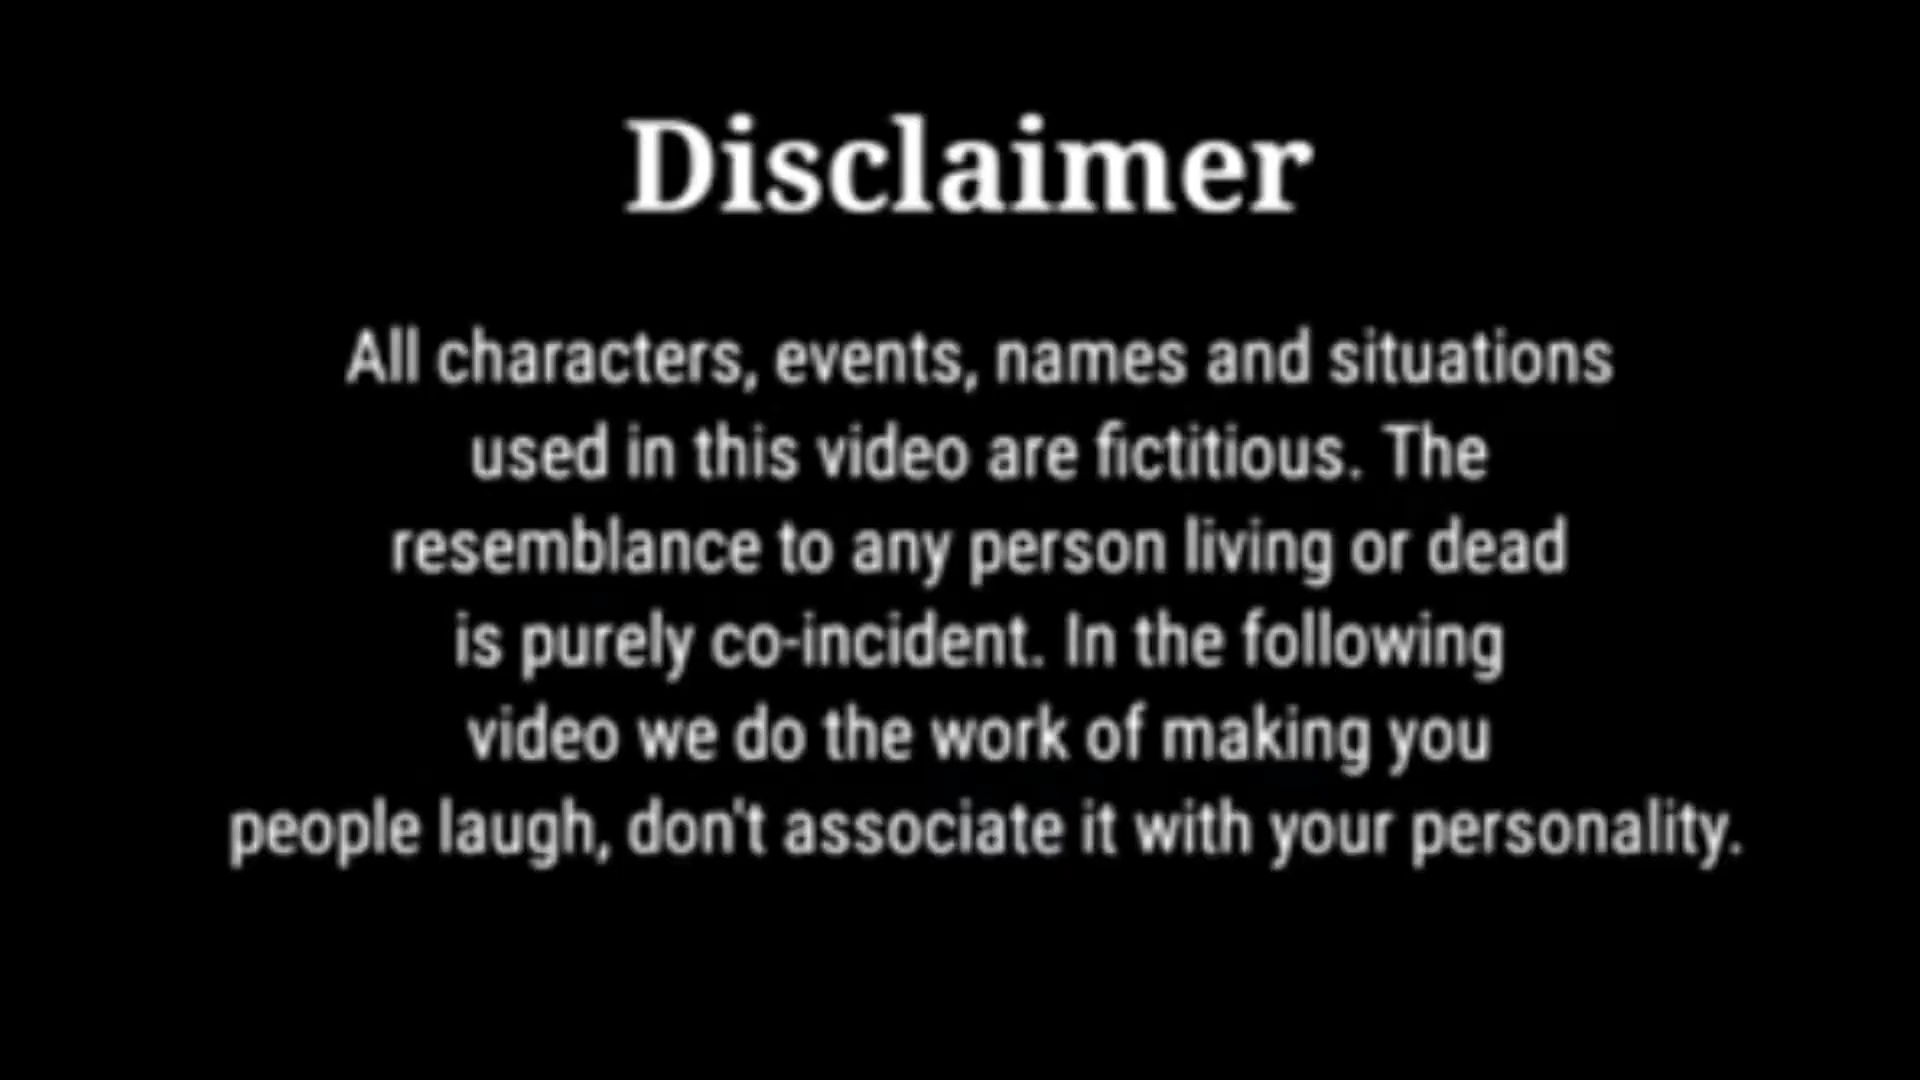 Disclaimer
All characters, events, names and situations
used in this video are fictitious. The
resemblance to any person living or dead
is purely co-incident. In the following
video we do the work of making you
people laugh, don't associate it with your personality.